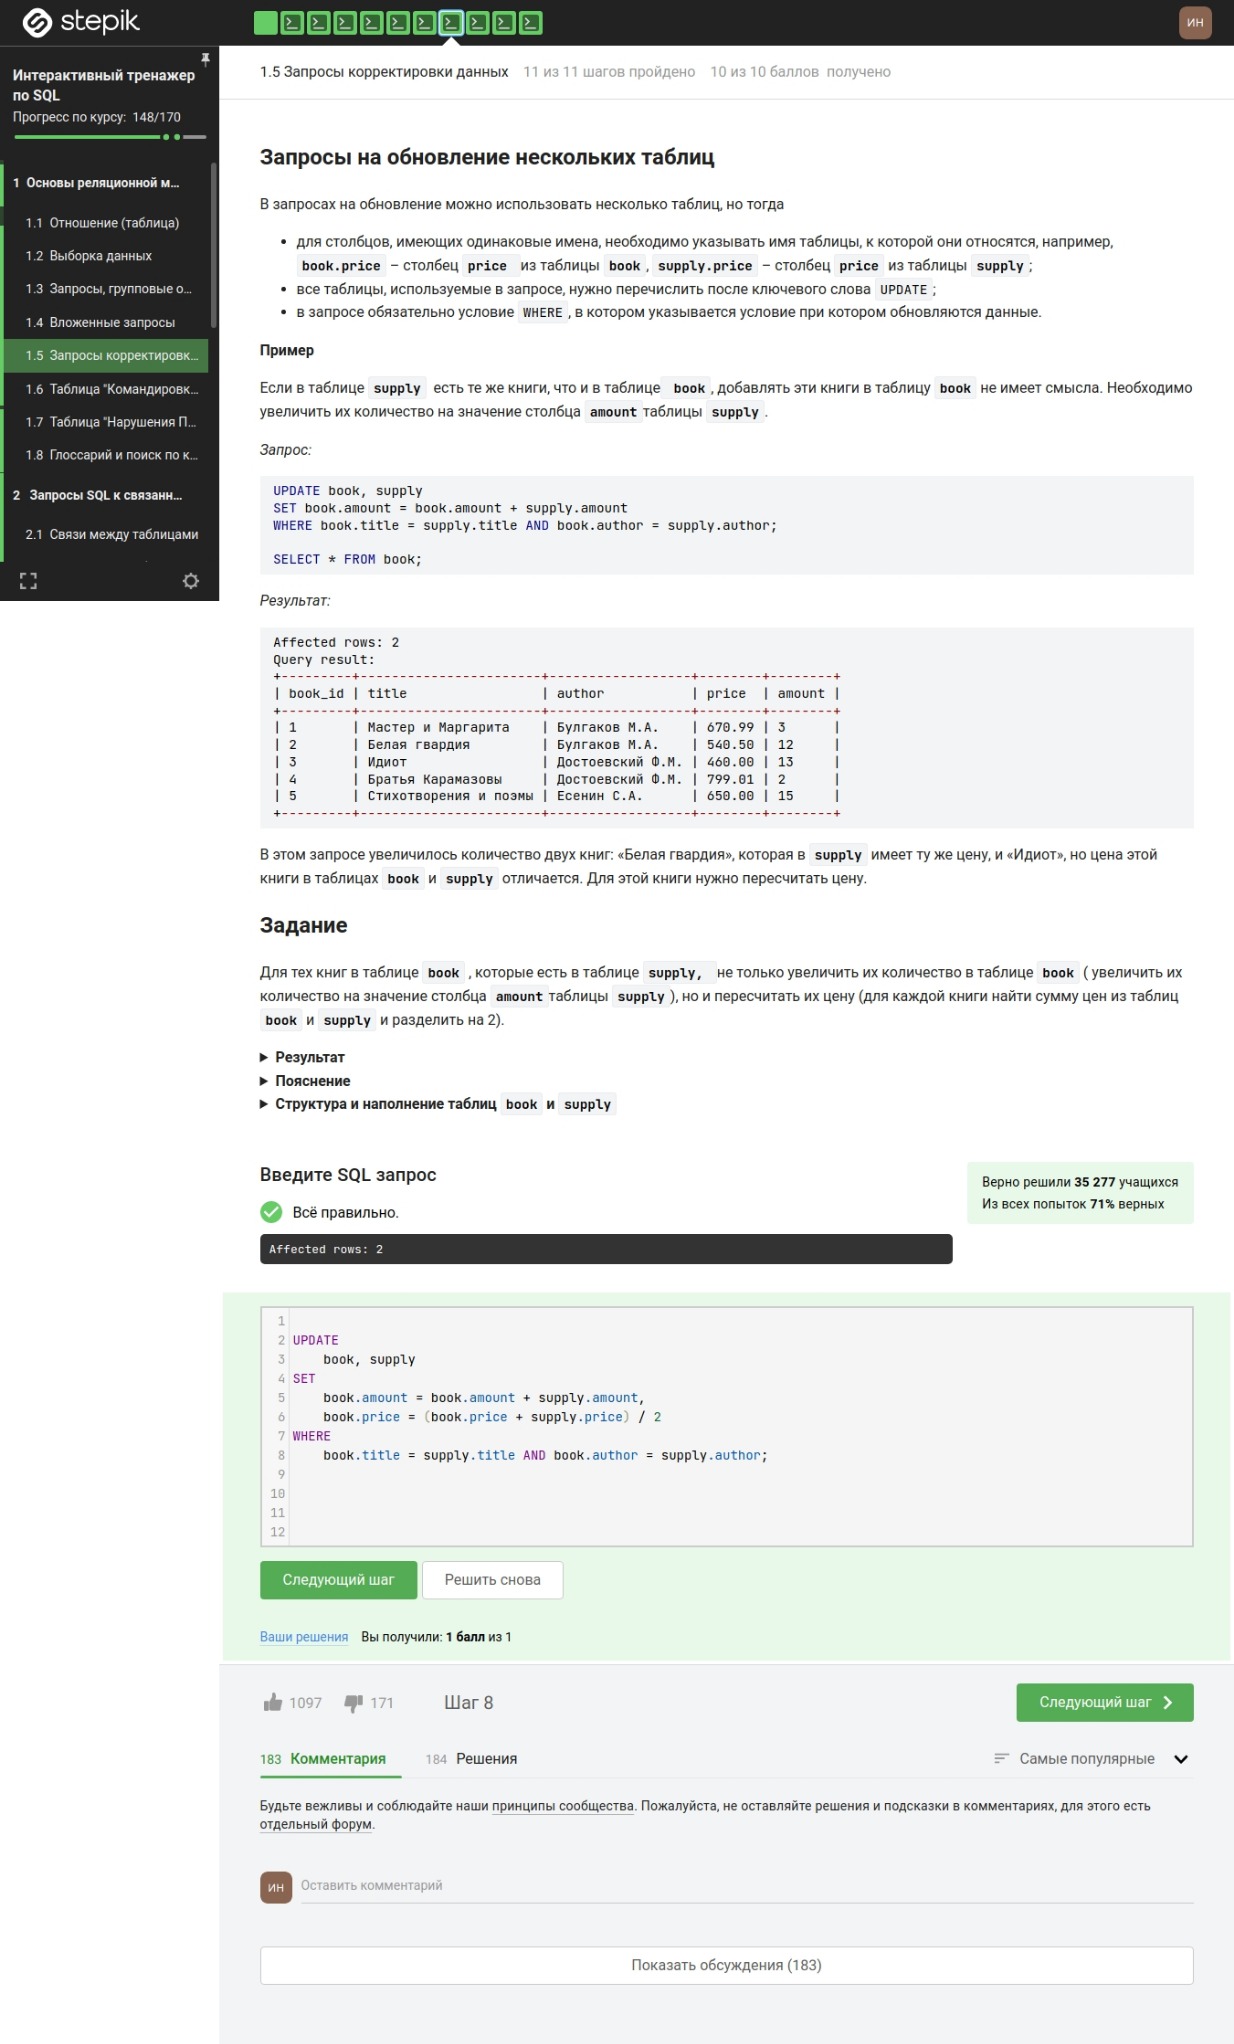 stepik
ИН
Интерактивный тренажер
по SQL
Прогресс по курсу: 148/170
1 Основы реляционной м...
1.1 Отношение (таблица)
1.2 Выборка данных
1.3 Запросы, групповые о...
1.4 Вложенные запросы
1.5 Запросы корректировк...
1.6 Таблица "Командировк...
1.7 Таблица "Нарушения П...
1.8 Глоссарий и поиск по к...
2 Запросы SQL к связанн...
2.1 Связи между таблицами
1.5 Запросы корректировки данных 11 из 11 шагов пройдено 10 из 10 баллов получено
Запросы на обновление нескольких таблиц
В запросах на обновление можно использовать несколько таблиц, но тогда
• для столбцов, имеющих одинаковые имена, необходимо указывать имя таблицы, к которой они относятся, например,
book.price – столбец price из таблицы book, supply.price – столбец price из таблицы supply;
• все таблицы, используемые в запросе, нужно перечислить после ключевого слова UPDATE;
• в запросе обязательно условие WHERE, в котором указывается условие при котором обновляются данные.
Пример
Если в таблице supply есть те же книги, что и в таблице book, добавлять эти книги в таблицу book не имеет смысла. Необходимо
увеличить их количество на значение столбца amount таблицы supply.
Запрос:
UPDATE book, supply
SET book.amount = book.amount + supply.amount
WHERE book.title = supply.title AND book.author = supply.author;
SELECT * FROM book;
Результат:
Affected rows: 2
Query result:
+---------+-----------------------+------------------+--------+--------+
| book_id | title | author | price | amount |
+---------+-----------------------+------------------+--------+--------+
| 1 | Мастер и Маргарита | Булгаков М.А. | 670.99 | 3 |
| 2 | Белая гвардия | Булгаков М.А. | 540.50 | 12 |
| 3 | Идиот | Достоевский Ф.М. | 460.00 | 13 |
| 4 | Братья Карамазовы | Достоевский Ф.М. | 799.01 | 2 |
| 5 | Стихотворения и поэмы | Есенин С.А. | 650.00 | 15 |
+---------+-----------------------+------------------+--------+--------+
В этом запросе увеличилось количество двух книг: «Белая гвардия», которая в supply имеет ту же цену, и «Идиот», но цена этой
книги в таблицах book и supply отличается. Для этой книги нужно пересчитать цену.
Задание
Для тех книг в таблице book , которые есть в таблице supply, не только увеличить их количество в таблице book ( увеличить их
количество на значение столбца amount таблицы supply), но и пересчитать их цену (для каждой книги найти сумму цен из таблиц
book и supply и разделить на 2).
▶ Результат
▶ Пояснение
▶ Структура и наполнение таблиц book и supply
Введите SQL запрос
Верно решили 35 277 учащихся
Из всех попыток 71% верных
Всё правильно.
Affected rows: 2
1
2 UPDATE
3 book, supply
4 SET
5 book.amount = book.amount + supply.amount,
6 book.price = (book.price + supply.price) / 2
7 WHERE
8 book.title = supply.title AND book.author = supply.author;
9
10
11
12
Следующий шаг Решить снова
Ваши решения Вы получили: 1 балл из 1
1097 171 Шаг 8 Следующий шаг
183 Комментария 184 Решения Самые популярные
Будьте вежливы и соблюдайте наши принципы сообщества. Пожалуйста, не оставляйте решения и подсказки в комментариях, для этого есть
отдельный форум.
ИН Оставить комментарий
Показать обсуждения (183)